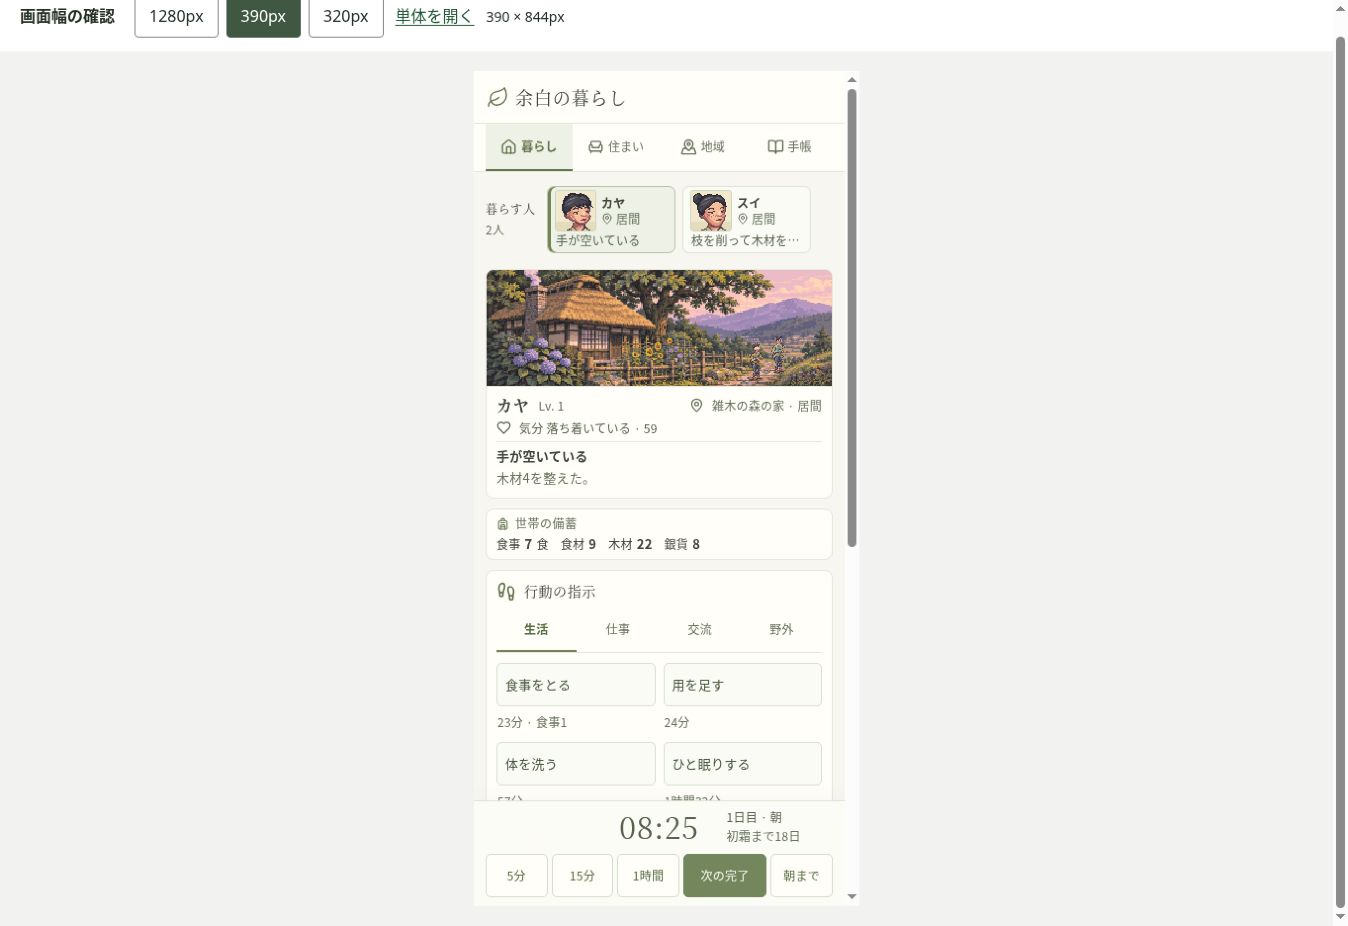 画面幅の確認 1280px 390px 320px 単体を開く 390 × 844px
余白の暮らし
暮らし 住まい 地域 手帳
暮らす人
2人
カヤ
居間
手が空いている
スイ
居間
枝を削って木材を…
カヤ Lv. 1 雑木の森の家 · 居間
気分 落ち着いている · 59
手が空いている
木材4を整えた。
世帯の備蓄
食事 7 食 食材 9 木材 22 銀貨 8
行動の指示
生活 仕事 交流 野外
食事をとる 用を足す
23分 · 食事1 24分
体を洗う ひと眠りする
08:25
1日目 · 朝
初霜まで18日
5分 15分 1時間 次の完了 朝まで